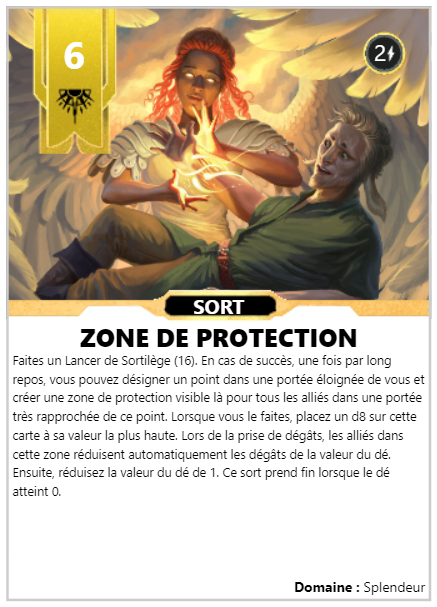 6
2
SORT
ZONE DE PROTECTION
Faites un Lancer de Sortilège (16). En cas de succès, une fois par long
repos, vous pouvez désigner un point dans une portée éloignée de vous et
créer une zone de protection visible là pour tous les alliés dans une portée
très rapprochée de ce point. Lorsque vous le faites, placez un d8 sur cette
carte à sa valeur la plus haute. Lors de la prise de dégâts, les alliés dans
cette zone réduisent automatiquement les dégâts de la valeur du dé.
Ensuite, réduisez la valeur du dé de 1. Ce sort prend fin lorsque le dé
atteint 0.
Domaine : Splendeur